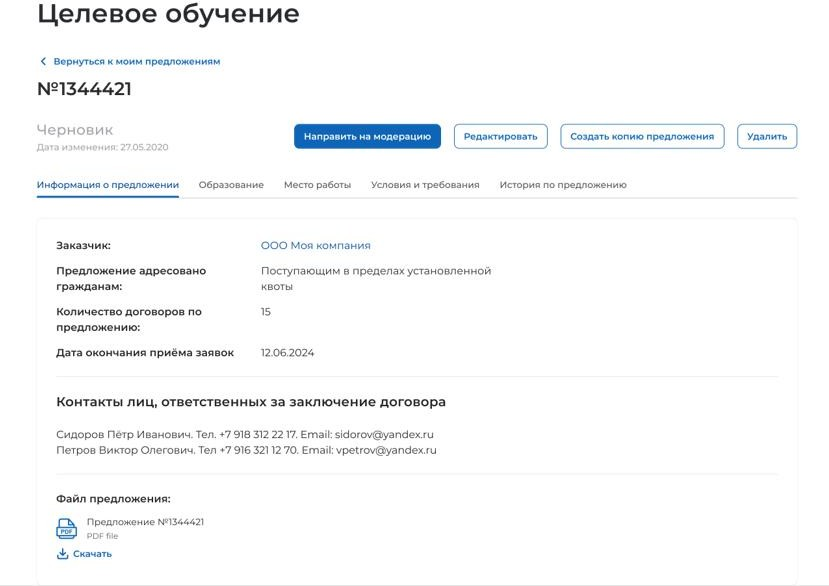 Целевое обучение
Вернуться к моим предложениям
№1344421
Черновик
Дата изменения: 27.05.2020
Направить на модерацию
Редактировать
Создать копию предложения
Удалить
Информация о предложении
Образование
Место работы
Условия и требования
История по предложению
Заказчик:
ООО Моя компания
Предложение адресовано
гражданам:
Поступающим в пределах установленной
квоты
Количество договоров по
предложению:
15
Дата окончания приёма заявок
12.06.2024
Контакты лиц, ответственных за заключение договора
Сидоров Пётр Иванович. Тел. +7 918 312 22 17. Email: sidorov@yandex.ru
Петров Виктор Олегович. Тел +7 916 321 12 70. Email: vpetrov@yandex.ru
Файл предложения:
PDF
Предложение №1344421
PDF file
Скачать